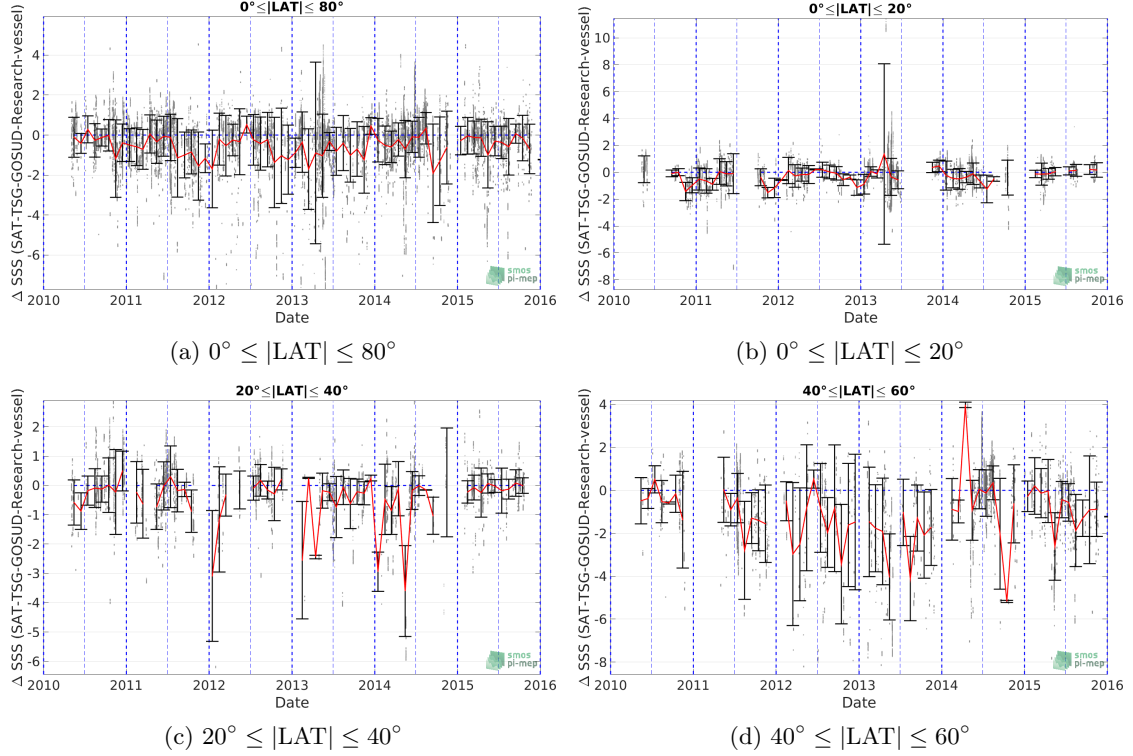 0°≤|LAT|≤ 80°
Δ SSS (SAT-TSG-GOSUD-Research-vessel)
4
2
0
-2
-4
-6
2010 2011 2012 2013 2014 2015 2016
Date
smos
pi-mep
(a) 0° ≤ |LAT| ≤ 80°
0°≤|LAT|≤ 20°
Δ SSS (SAT-TSG-GOSUD-Research-vessel)
10
8
6
4
2
0
-2
-4
-6
-8
2010 2011 2012 2013 2014 2015 2016
Date
smos
pi-mep
(b) 0° ≤ |LAT| ≤ 20°
20°≤|LAT|≤ 40°
Δ SSS (SAT-TSG-GOSUD-Research-vessel)
2
1
0
-1
-2
-3
-4
-5
-6
2010 2011 2012 2013 2014 2015 2016
Date
smos
pi-mep
(c) 20° ≤ |LAT| ≤ 40°
40°≤|LAT|≤ 60°
Δ SSS (SAT-TSG-GOSUD-Research-vessel)
4
2
0
-2
-4
-6
-8
2010 2011 2012 2013 2014 2015 2016
Date
smos
pi-mep
(d) 40° ≤ |LAT| ≤ 60°